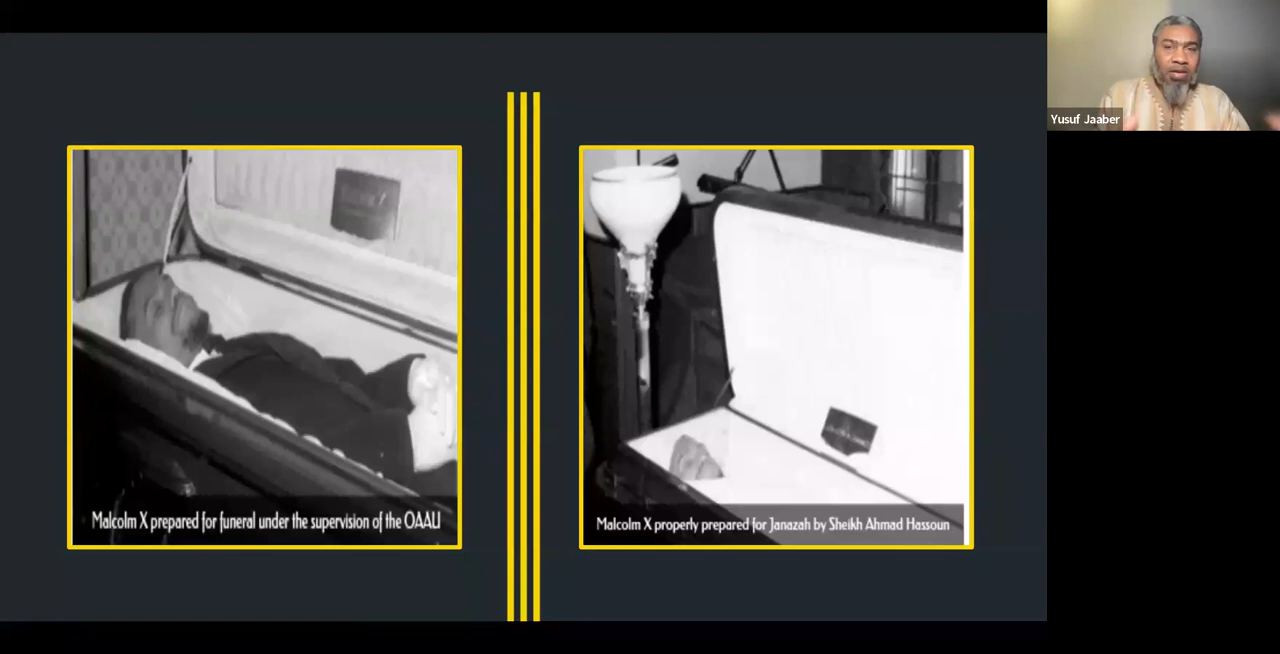 Yusuf Jaaber
Malcolm X prepared for funeral under the supervision of the OAAU
Malcolm X properly prepared for Janazah by Sheikh Ahmad Hassoun